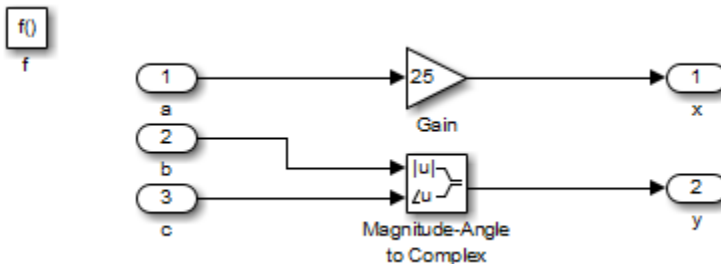 f()
f
1
a
25
Gain
1
x
2
b
3
c
|u|
∠u
Magnitude-Angle
to Complex
2
y